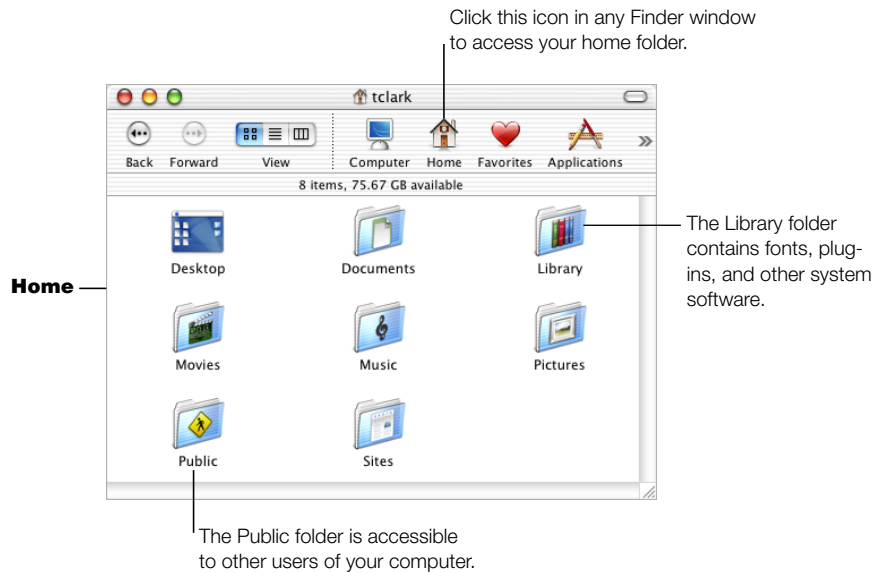 Click this icon in any Finder window
to access your home folder.
tclark
Back Forward View Computer Home Favorites Applications
8 items, 75.67 GB available
Desktop Documents Library
The Library folder
contains fonts, plug-
ins, and other system
software.
Home
Movies Music Pictures
Public Sites
The Public folder is accessible
to other users of your computer.